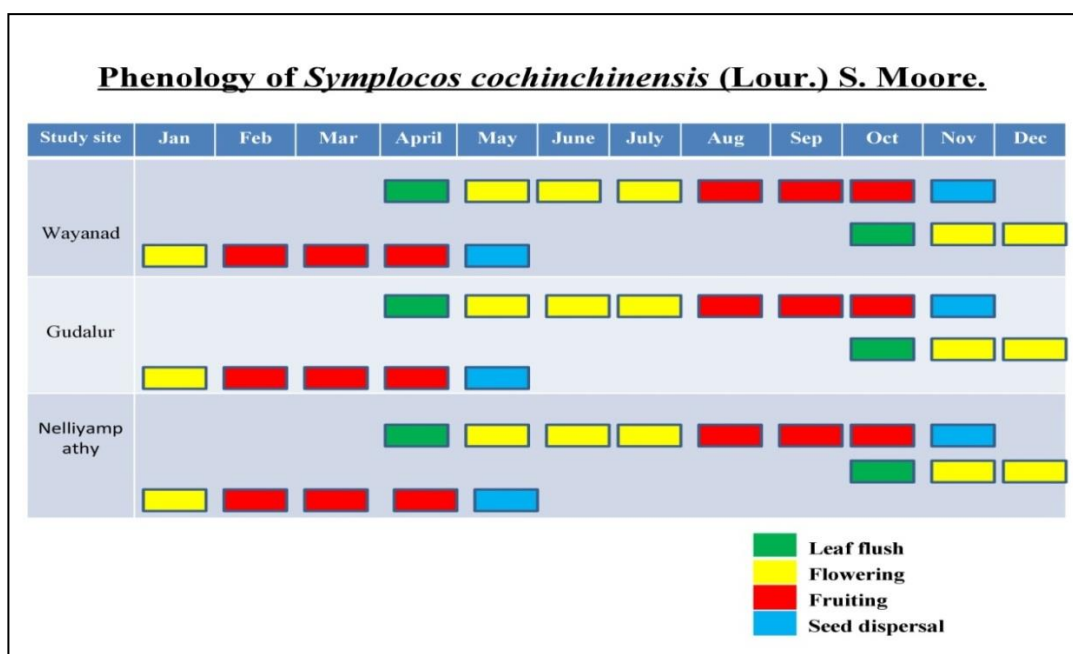 Phenology of Symplocos cochinchinensis (Lour.) S. Moore.
Study site Jan Feb Mar April May June July Aug Sep Oct Nov Dec
Wayanad
Gudalur
Nelliyamp
athy
Leaf flush
Flowering
Fruiting
Seed dispersal